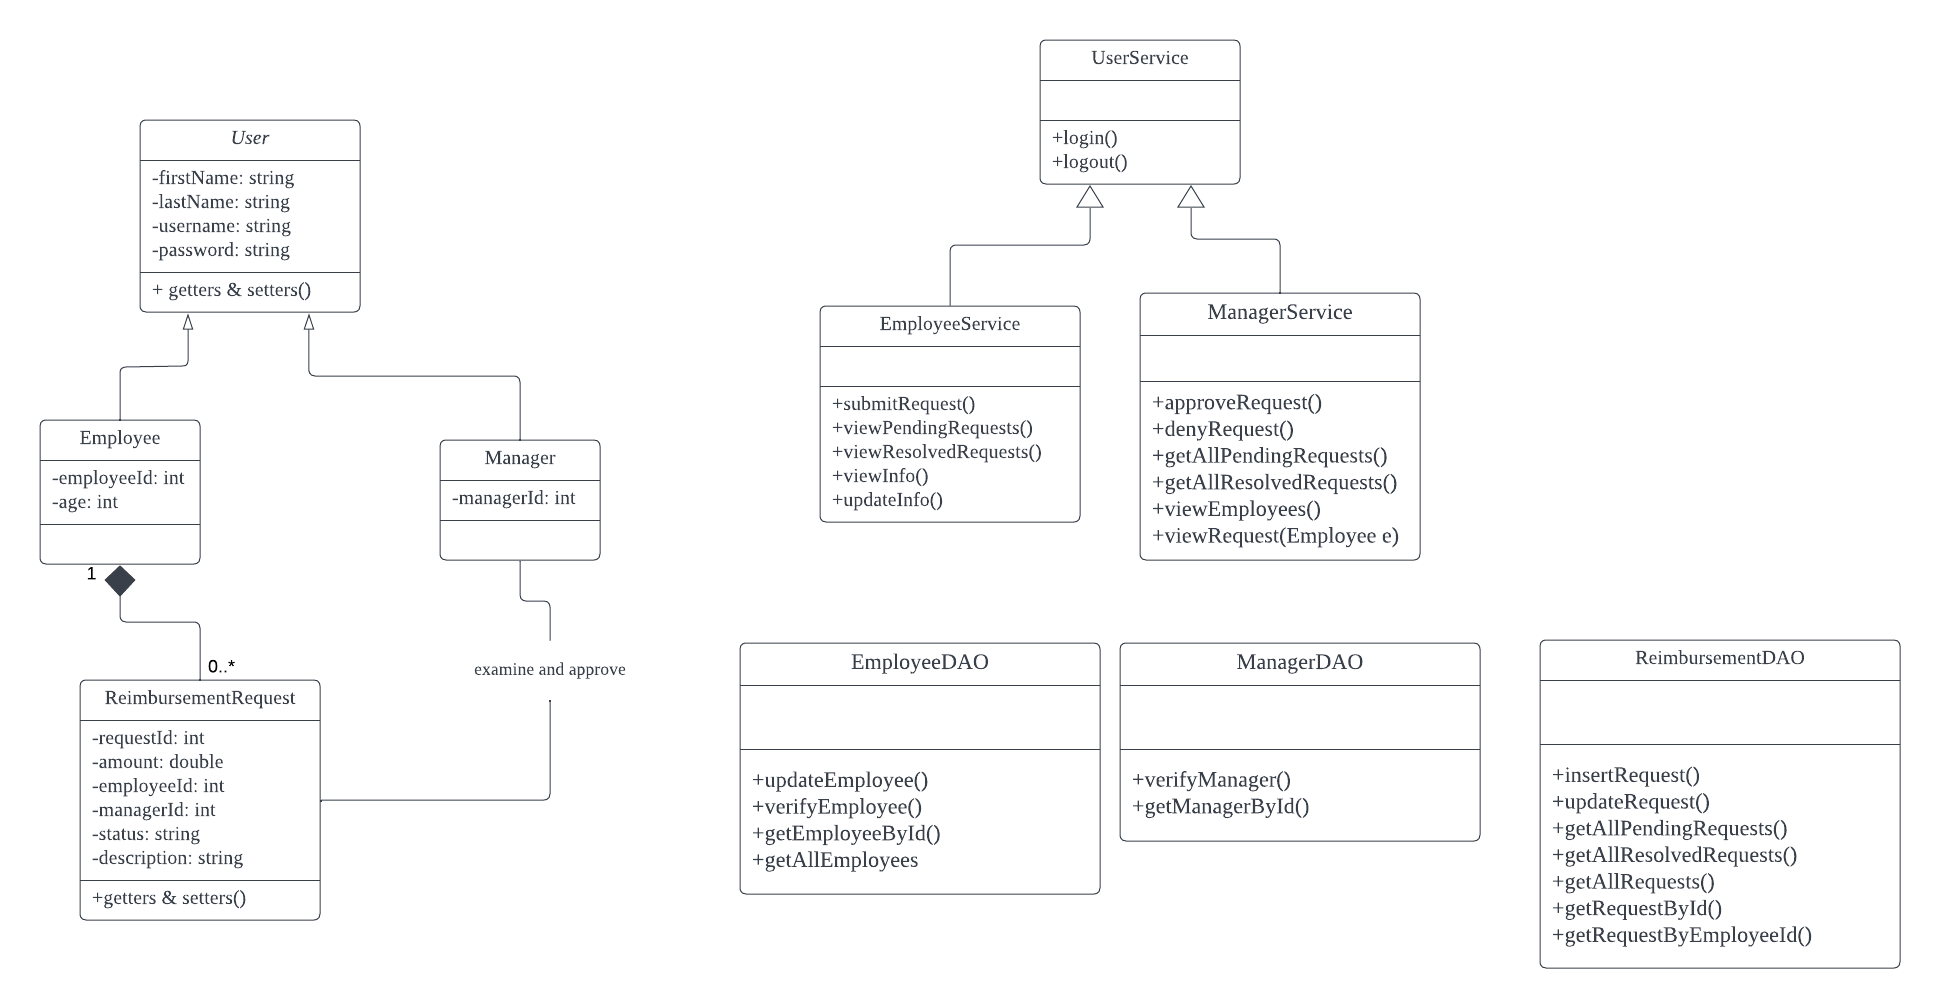 User
-firstName: string
-lastName: string
-username: string
-password: string
+ getters & setters()
Employee
-employeeId: int
-age: int
Manager
-managerId: int
1
0..*
examine and approve
ReimbursementRequest
-requestId: int
-amount: double
-employeeId: int
-managerId: int
-status: string
-description: string
+getters & setters()
UserService
+login()
+logout()
EmployeeService
+submitRequest()
+viewPendingRequests()
+viewResolvedRequests()
+viewInfo()
+updateInfo()
ManagerService
+approveRequest()
+denyRequest()
+getAllPendingRequests()
+getAllResolvedRequests()
+viewEmployees()
+viewRequest(Employee e)
EmployeeDAO
+updateEmployee()
+verifyEmployee()
+getEmployeeById()
+getAllEmployees
ManagerDAO
+verifyManager()
+getManagerById()
ReimbursementDAO
+insertRequest()
+updateRequest()
+getAllPendingRequests()
+getAllResolvedRequests()
+getAllRequests()
+getRequestById()
+getRequestByEmployeeId()